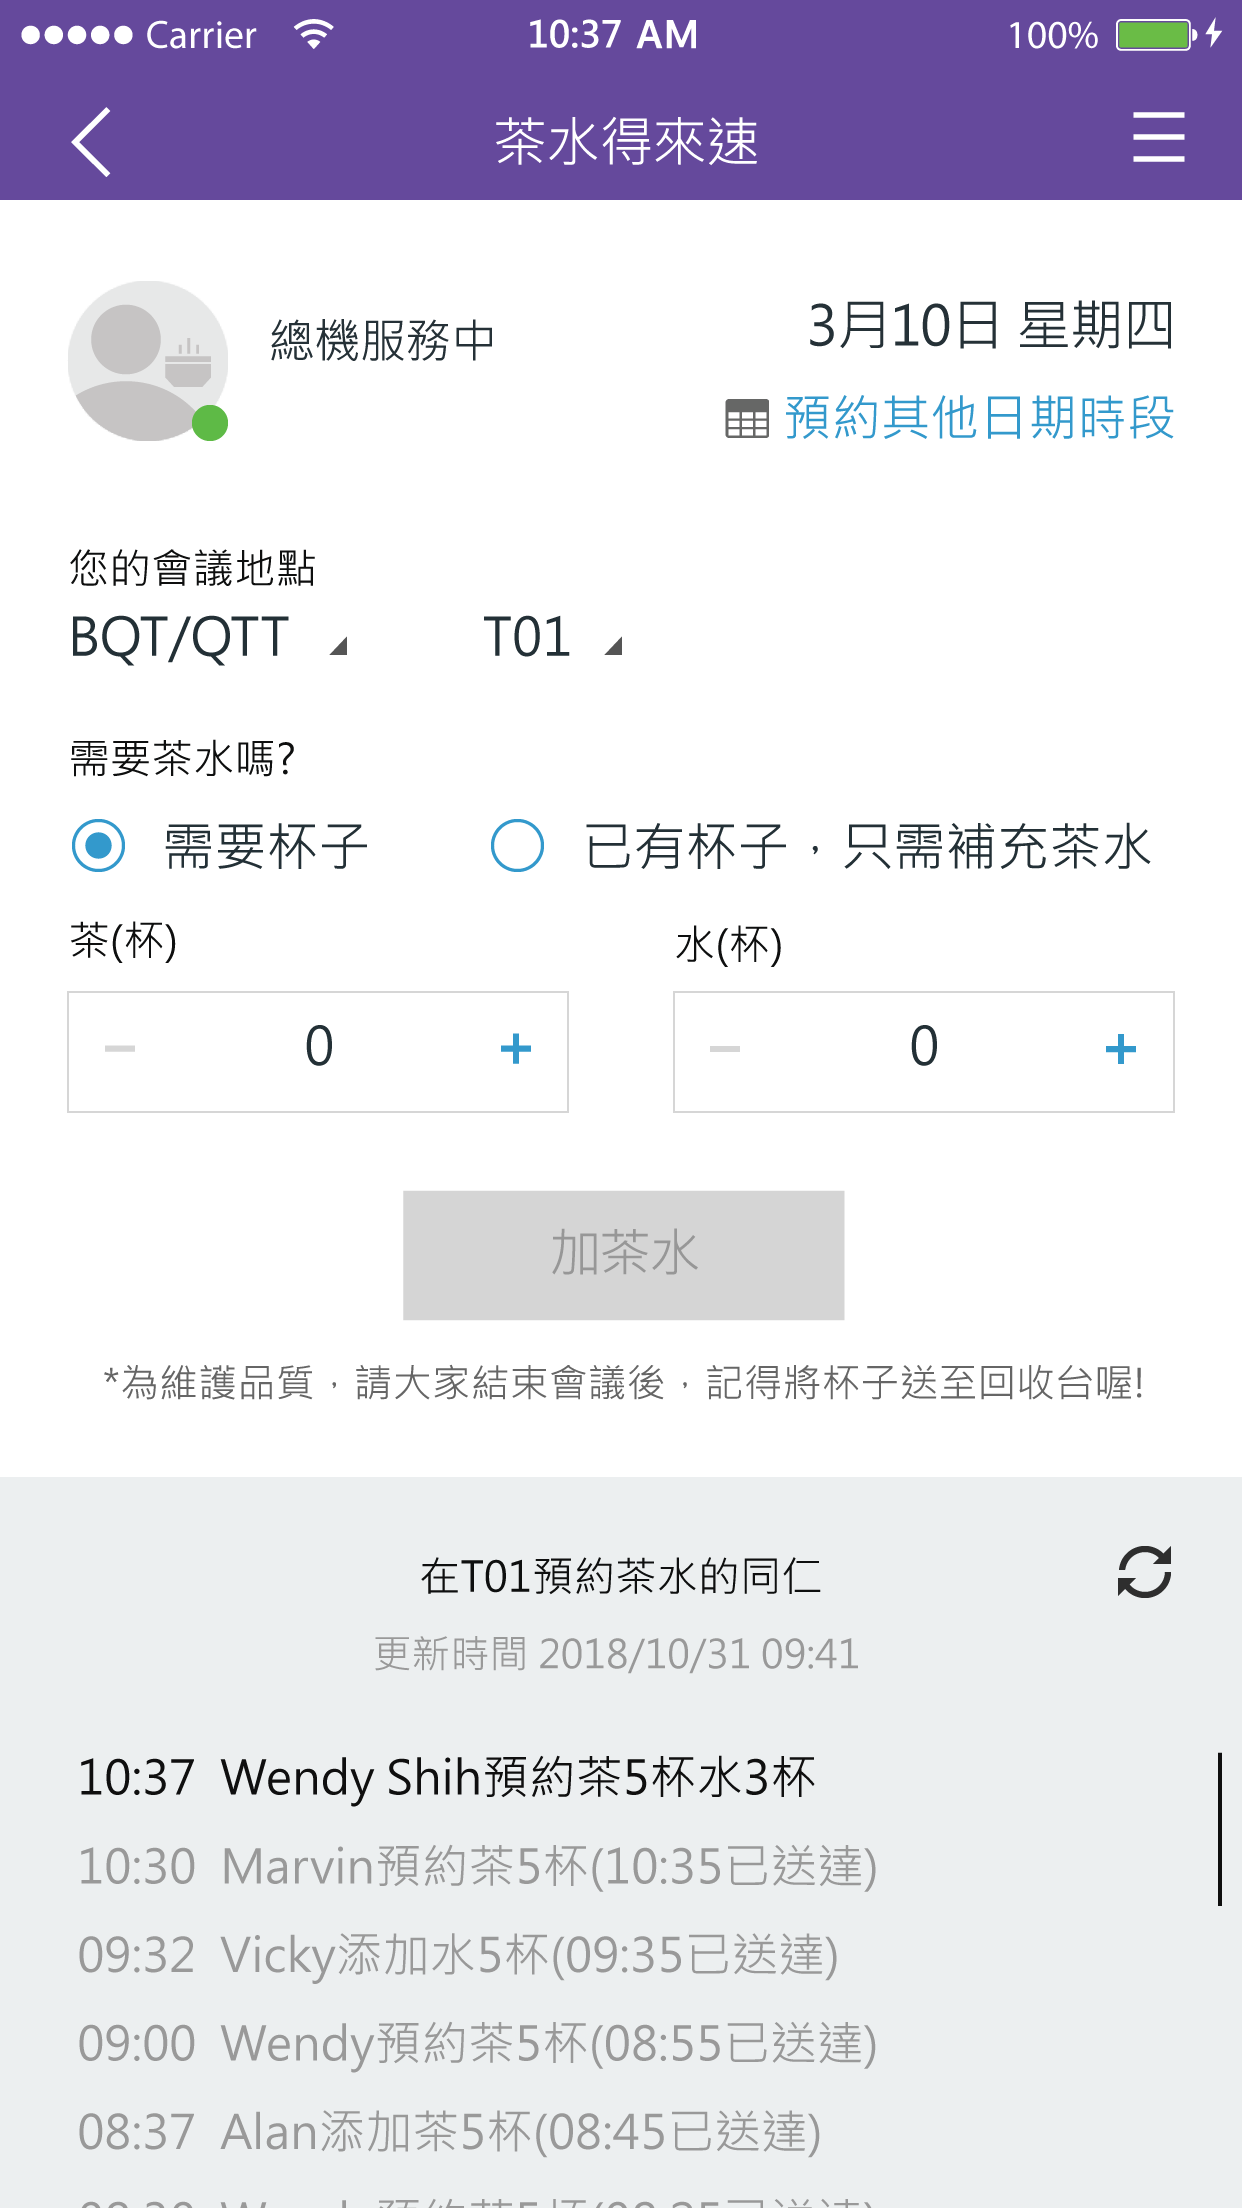 Carrier 10:37 AM 100%
茶水得來速
總機服務中
3月10日 星期四
預約其他日期時段
您的會議地點
BQT/QTT T01
需要茶水嗎?
需要杯子 已有杯子，只需補充茶水
茶(杯) 水(杯)
0 0
加茶水
*為維護品質，請大家結束會議後，記得將杯子送至回收台喔!
在T01預約茶水的同仁
更新時間 2018/10/31 09:41
10:37 Wendy Shih預約茶5杯水3杯
10:30 Marvin預約茶5杯(10:35已送達)
09:32 Vicky添加水5杯(09:35已送達)
09:00 Wendy預約茶5杯(08:55已送達)
08:37 Alan添加茶5杯(08:45已送達)